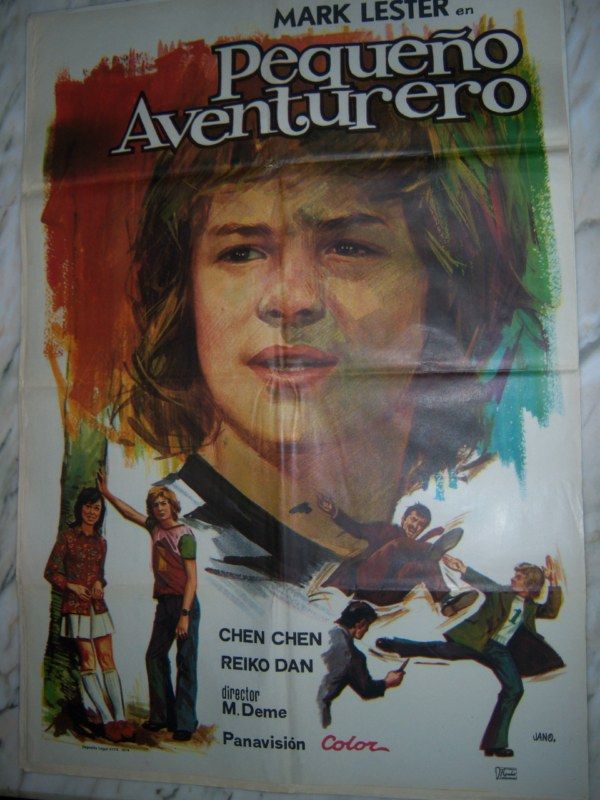 MARK LESTER en
Pequeño
Aventurero
CHEN CHEN
REIKO DAN
director
M. Deme
Panavisión Color
JANO.